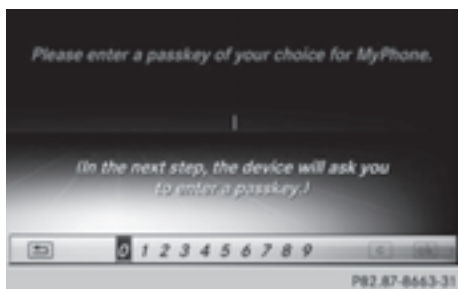 Please enter a passkey of your choice for MyPhone.
(In the next step, the device will ask you
to enter a passkey.)
0 1 2 3 4 5 6 7 8 9 c ok
P82.87-8663-31